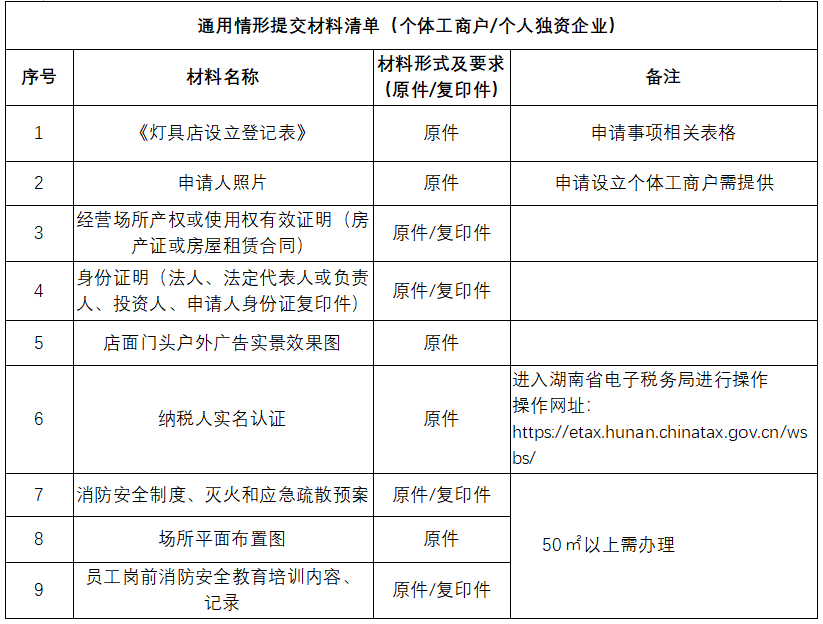 通用情形提交材料清单（个体工商户/个人独资企业）
序号
材料名称
材料形式及要求
（原件/复印件）
备注
1
《灯具店设立登记表》
原件
申请事项相关表格
2
申请人照片
原件
申请设立个体工商户需提供
3
经营场所产权或使用权有效证明（房
产证或房屋租赁合同）
原件/复印件
4
身份证明（法人、法定代表人或负责
人、投资人、申请人身份证复印件）
原件/复印件
5
店面门头户外广告实景效果图
原件
6
纳税人实名认证
原件
进入湖南省电子税务局进行操作
操作网址：
https://etax.hunan.chinatax.gov.cn/ws
bs/
7
消防安全制度、灭火和应急疏散预案
原件/复印件
8
场所平面布置图
原件
50㎡以上需办理
9
员工岗前消防安全教育培训内容、
记录
原件/复印件